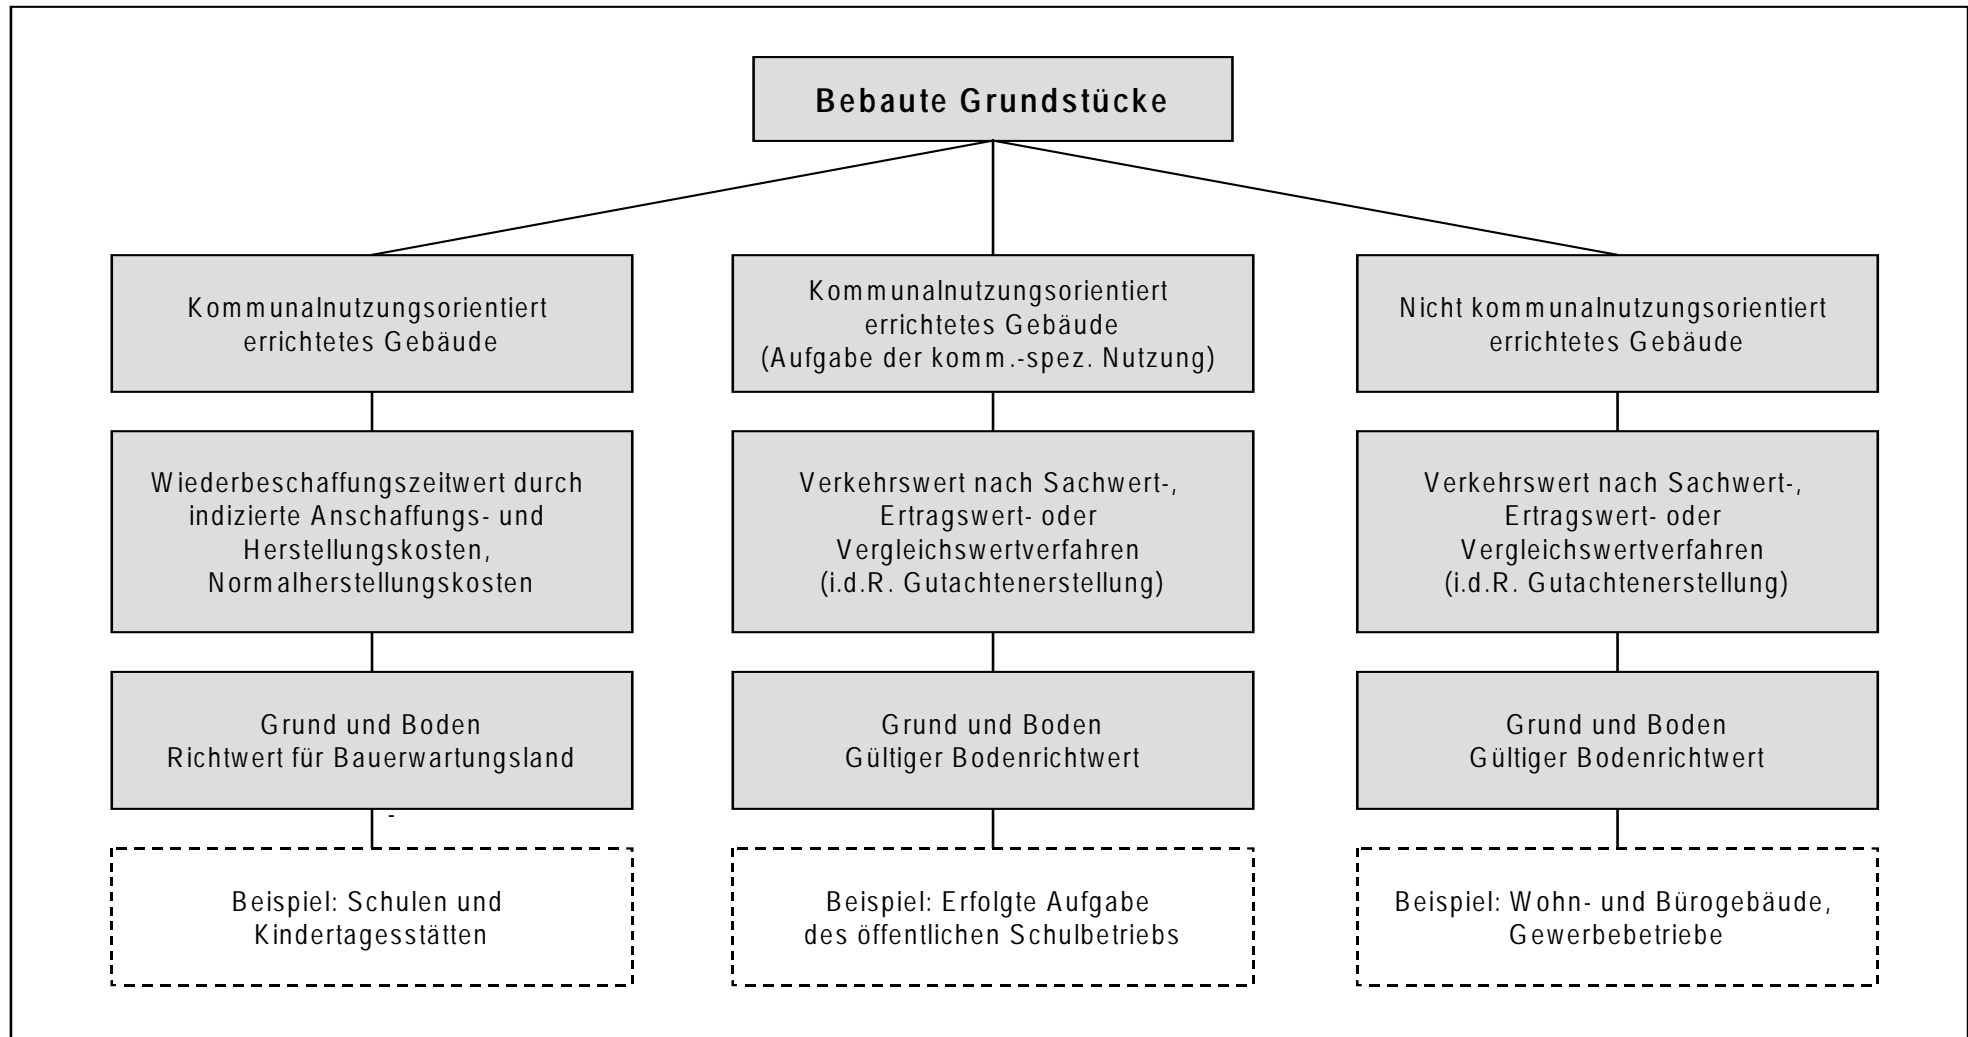 Bebaute Grundstücke
Kommunalnutzungsorientiert
errichtetes Gebäude
Wiederbeschaffungszeitwert durch
indizierte Anschaffungs- und
Herstellungskosten,
Normalherstellungskosten
Grund und Boden
Richtwert für Bauerwartungsland
-
Beispiel: Schulen und
Kindertagesstätten
Kommunalnutzungsorientiert
errichtetes Gebäude
(Aufgabe der komm.-spez. Nutzung)
Verkehrswert nach Sachwert-,
Ertragswert- oder
Vergleichswertverfahren
(i.d.R. Gutachtenerstellung)
Grund und Boden
Gültiger Bodenrichtwert
Beispiel: Erfolgte Aufgabe
des öffentlichen Schulbetriebs
Nicht kommunalnutzungsorientiert
errichtetes Gebäude
Verkehrswert nach Sachwert-,
Ertragswert- oder
Vergleichswertverfahren
(i.d.R. Gutachtenerstellung)
Grund und Boden
Gültiger Bodenrichtwert
Beispiel: Wohn- und Bürogebäude,
Gewerbebetriebe